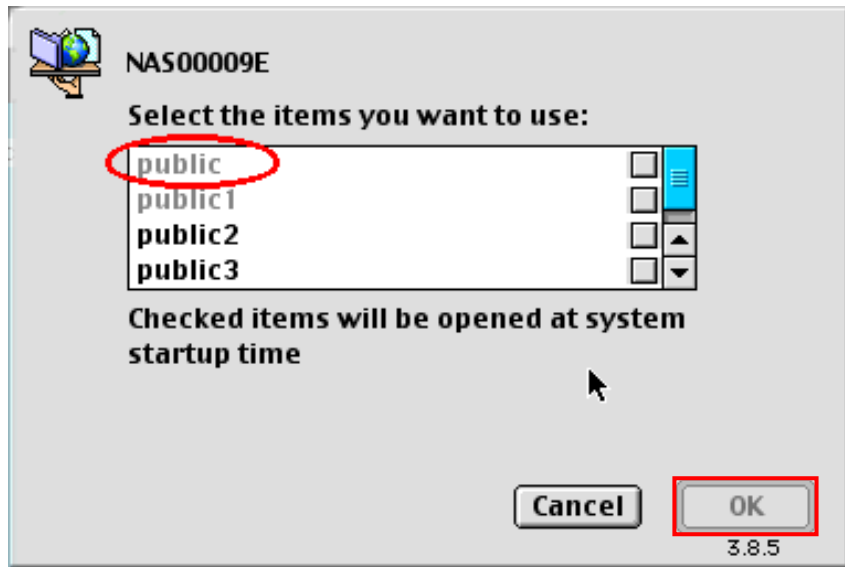 NAS00009E
Select the items you want to use:
public
public1
public2
public3
Checked items will be opened at system
startup time
Cancel OK
3.8.5